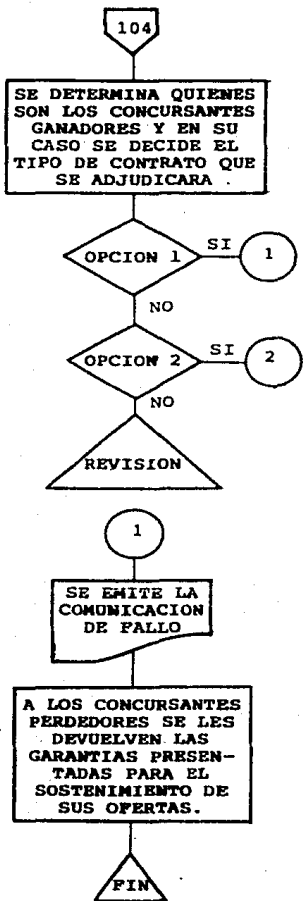 104
SE DETERMINA QUIENES
SON LOS CONCURSANTES
GANADORES Y EN SU
CASO SE DECIDE EL
TIPO DE CONTRATO QUE
SE ADJUDICARA.
OPCION 1
SI
1
NO
OPCION 2
SI
2
NO
REVISION
1
SE EMITE LA
COMUNICACION
DE FALLO
A LOS CONCURSANTES
PERDEDORES SE LES
DEVUELVEN LAS
GARANTIAS PRESEN-
TADAS PARA EL
SOSTENIMIENTO DE
SUS OFERTAS.
FIN